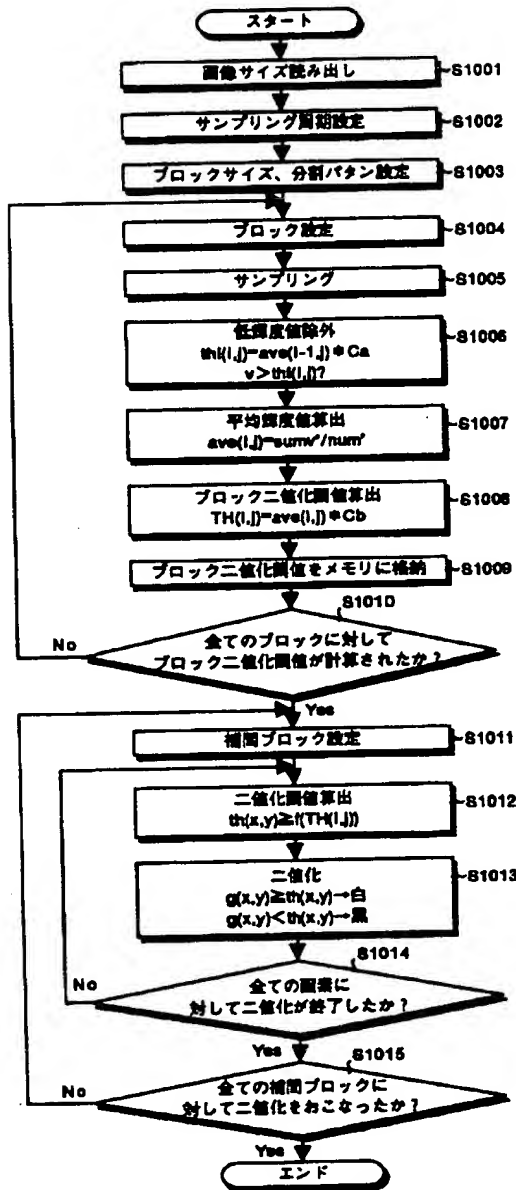 スタート
画像サイズ読み出し
S1001
サンプリング周期設定
S1002
ブロックサイズ、分割パタン設定
S1003
ブロック設定
S1004
サンプリング
S1005
低輝度値除外
thl(i,j)=ave(i-1,j)*Ca
v>thl(i,j)?
S1006
平均輝度値算出
ave(i,j)=sumv'/num'
S1007
ブロック二値化閾値算出
TH(i,j)=ave(i,j)*Cb
S1008
ブロック二値化閾値をメモリに格納
S1009
S1010
No
全てのブロックに対して
ブロック二値化閾値が計算されたか?
Yes
補間ブロック設定
S1011
二値化閾値算出
th(x,y)≧f(TH(i,j))
S1012
二値化
g(x,y)≧th(x,y)→白
g(x,y)<th(x,y)→黒
S1013
S1014
No
全ての画素に
対して二値化が終了したか?
Yes
S1015
No
全ての補間ブロックに
対して二値化をおこなったか?
Yes
エンド